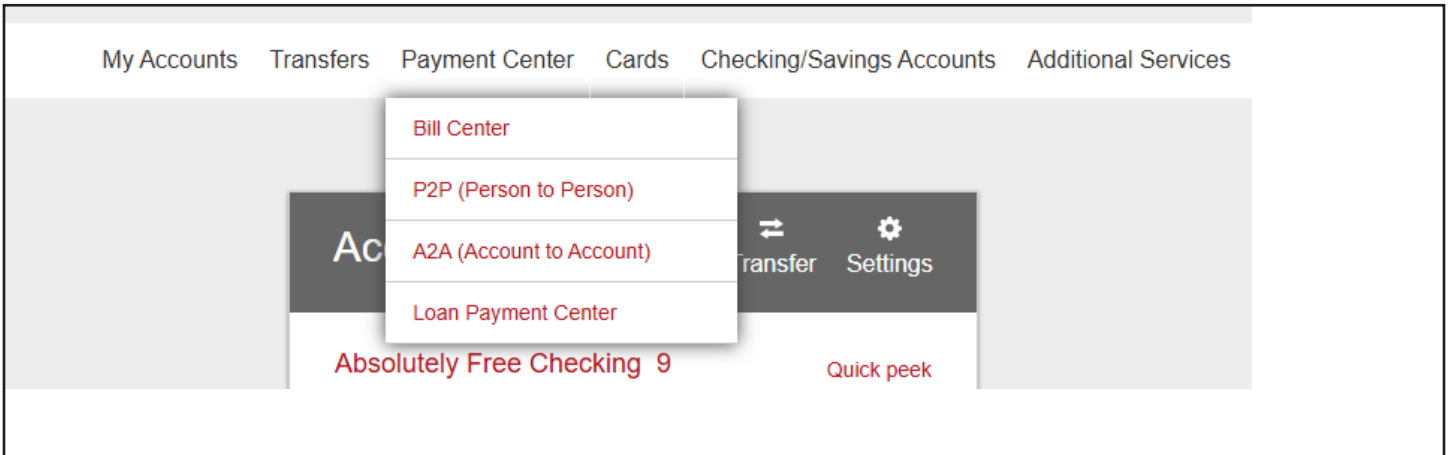 My Accounts Transfers Payment Center Cards Checking/Savings Accounts Additional Services
Bill Center
P2P (Person to Person)
A2A (Account to Account)
Loan Payment Center
Transfer Settings
Absolutely Free Checking 9
Quick peek